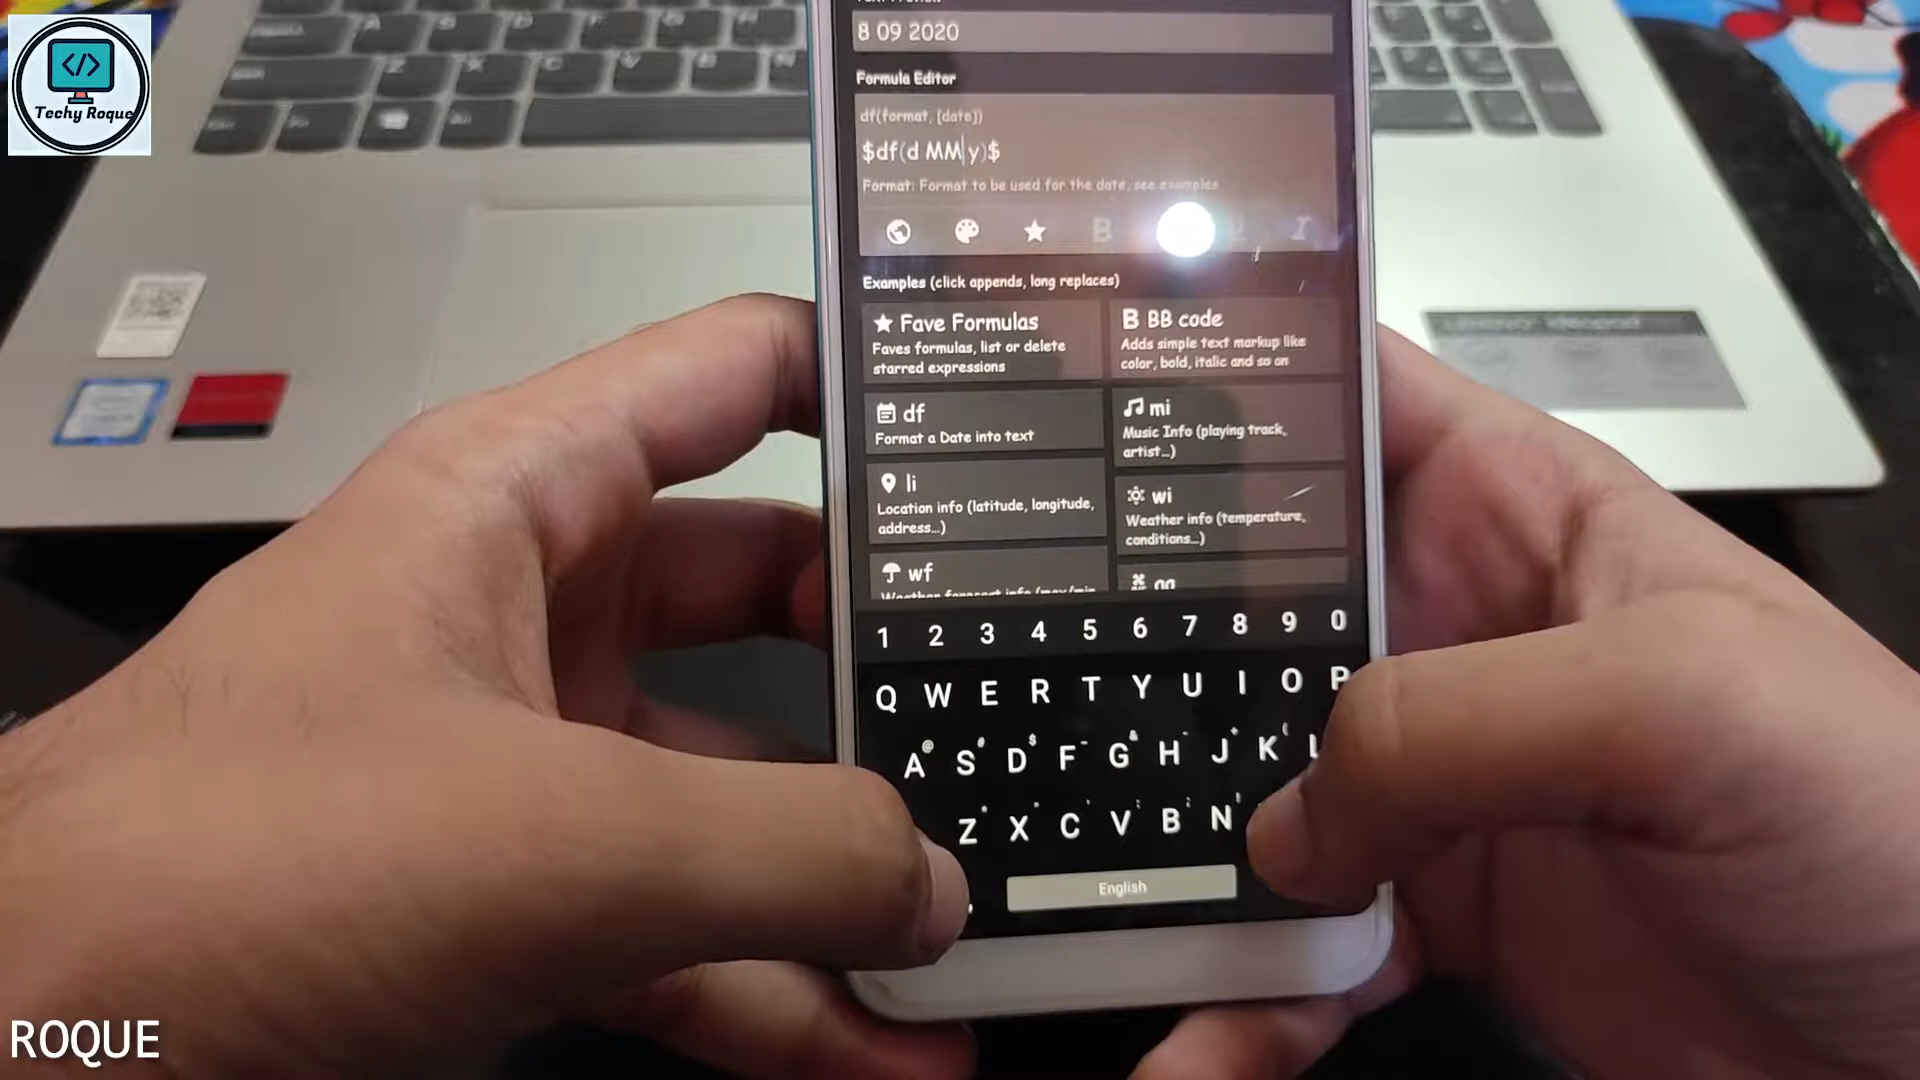 Techy Roque
8 09 2020
Formula Editor
df(format, [date])
$df(d MM y)$
Format: Format to be used for the date, see examples
B
I
Examples (click appends, long replaces)
Fave Formulas
Faves formulas, list or delete
starred expressions
B BB code
Adds simple text markup like
color, bold, italic and so on
df
Format a Date into text
mi
Music Info (playing track,
artist...)
li
Location info (latitude, longitude,
address...)
wi
Weather info (temperature,
conditions...)
wf
1 2 3 4 5 6 7 8 9 0
Q W E R T Y U I O P
A S D F G H J K L
Z X C V B N
English
ROQUE